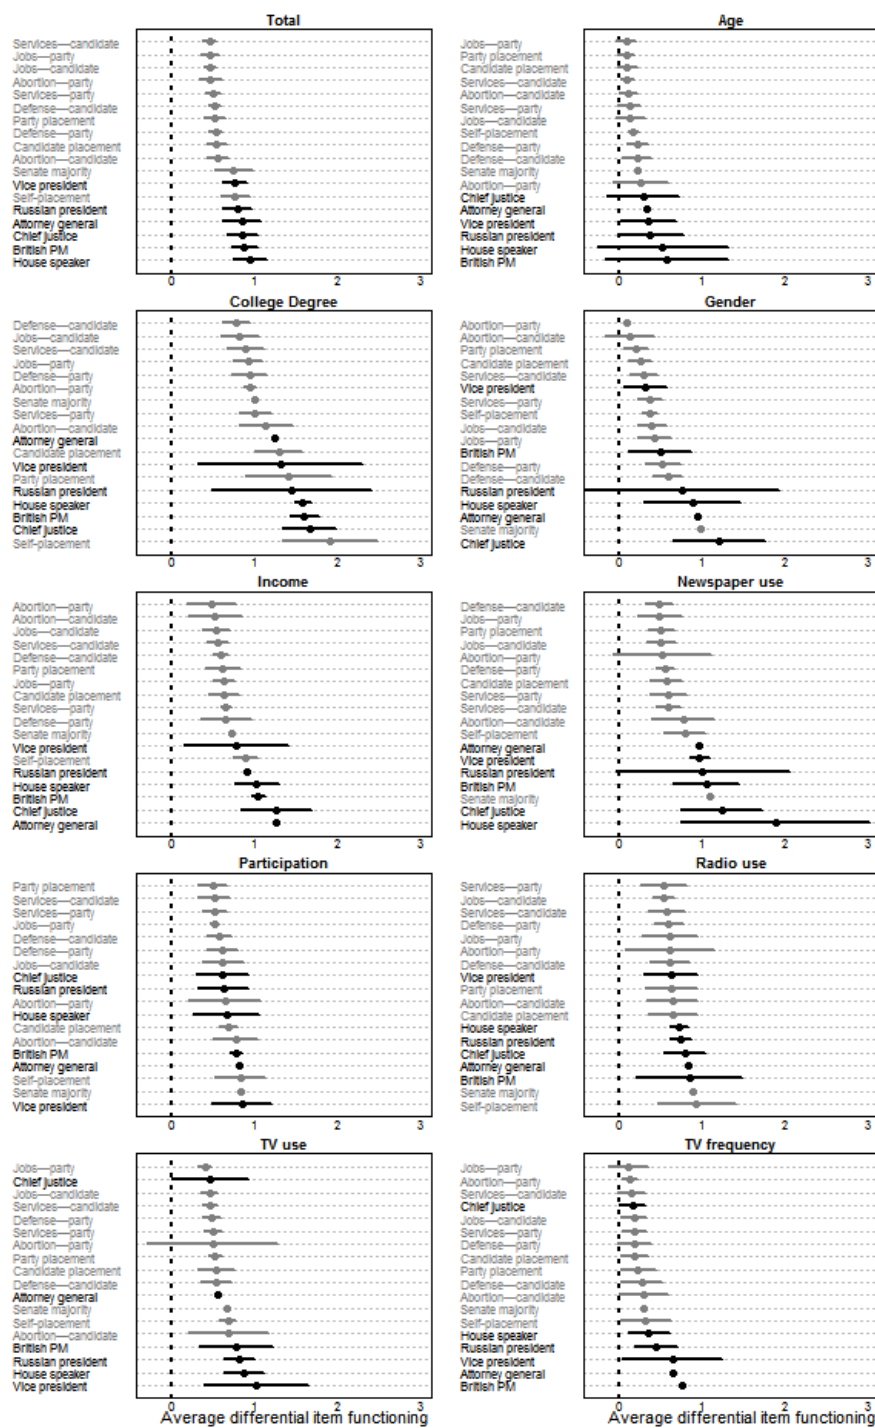 Total
Services—candidate
Jobs—party
Jobs—candidate
Abortion—party
Services—party
Defense—candidate
Party placement
Defense—party
Candidate placement
Abortion—candidate
Senate majority
Vice president
Self-placement
Russian president
Attorney general
Chief justice
British PM
House speaker
0 1 2 3
Age
Jobs—party
Party placement
Candidate placement
Services—candidate
Abortion—candidate
Services—party
Jobs—candidate
Self-placement
Defense—party
Defense—candidate
Senate majority
Abortion—party
Chief justice
Attorney general
Vice president
Russian president
House speaker
British PM
0 1 2 3
College Degree
Defense—candidate
Jobs—candidate
Services—candidate
Jobs—party
Defense—party
Abortion—party
Senate majority
Services—party
Abortion—candidate
Attorney general
Candidate placement
Vice president
Party placement
Russian president
House speaker
British PM
Chief justice
Self-placement
0 1 2 3
Gender
Abortion—party
Abortion—candidate
Party placement
Candidate placement
Services—candidate
Vice president
Services—party
Self-placement
Jobs—candidate
Jobs—party
British PM
Defense—party
Defense—candidate
Russian president
House speaker
Attorney general
Senate majority
Chief justice
0 1 2 3
Income
Abortion—party
Abortion—candidate
Jobs—candidate
Services—candidate
Defense—candidate
Party placement
Jobs—party
Candidate placement
Services—party
Defense—party
Senate majority
Vice president
Self-placement
Russian president
House speaker
British PM
Chief justice
Attorney general
0 1 2 3
Newspaper use
Defense—candidate
Jobs—party
Party placement
Jobs—candidate
Abortion—party
Defense—party
Candidate placement
Services—party
Services—candidate
Abortion—candidate
Self-placement
Attorney general
Vice president
Russian president
British PM
Senate majority
Chief justice
House speaker
0 1 2 3
Participation
Party placement
Services—candidate
Services—party
Jobs—party
Defense—candidate
Defense—party
Jobs—candidate
Chief justice
Russian president
Abortion—party
House speaker
Candidate placement
Abortion—candidate
British PM
Attorney general
Self-placement
Senate majority
Vice president
0 1 2 3
Radio use
Services—party
Jobs—candidate
Services—candidate
Defense—party
Jobs—party
Abortion—party
Defense—candidate
Vice president
Party placement
Abortion—candidate
Candidate placement
House speaker
Russian president
Chief justice
Attorney general
British PM
Senate majority
Self-placement
0 1 2 3
TV use
Jobs—party
Chief justice
Jobs—candidate
Services—candidate
Defense—party
Services—party
Abortion—party
Party placement
Candidate placement
Defense—candidate
Attorney general
Senate majority
Self-placement
Abortion—candidate
British PM
Russian president
House speaker
Vice president
0 1 2 3
Average differential item functioning
TV frequency
Jobs—party
Abortion—party
Services—candidate
Chief justice
Jobs—candidate
Services—party
Defense—party
Candidate placement
Party placement
Defense—candidate
Abortion—candidate
Senate majority
Self-placement
House speaker
Russian president
Vice president
Attorney general
British PM
0 1 2 3
Average differential item functioning